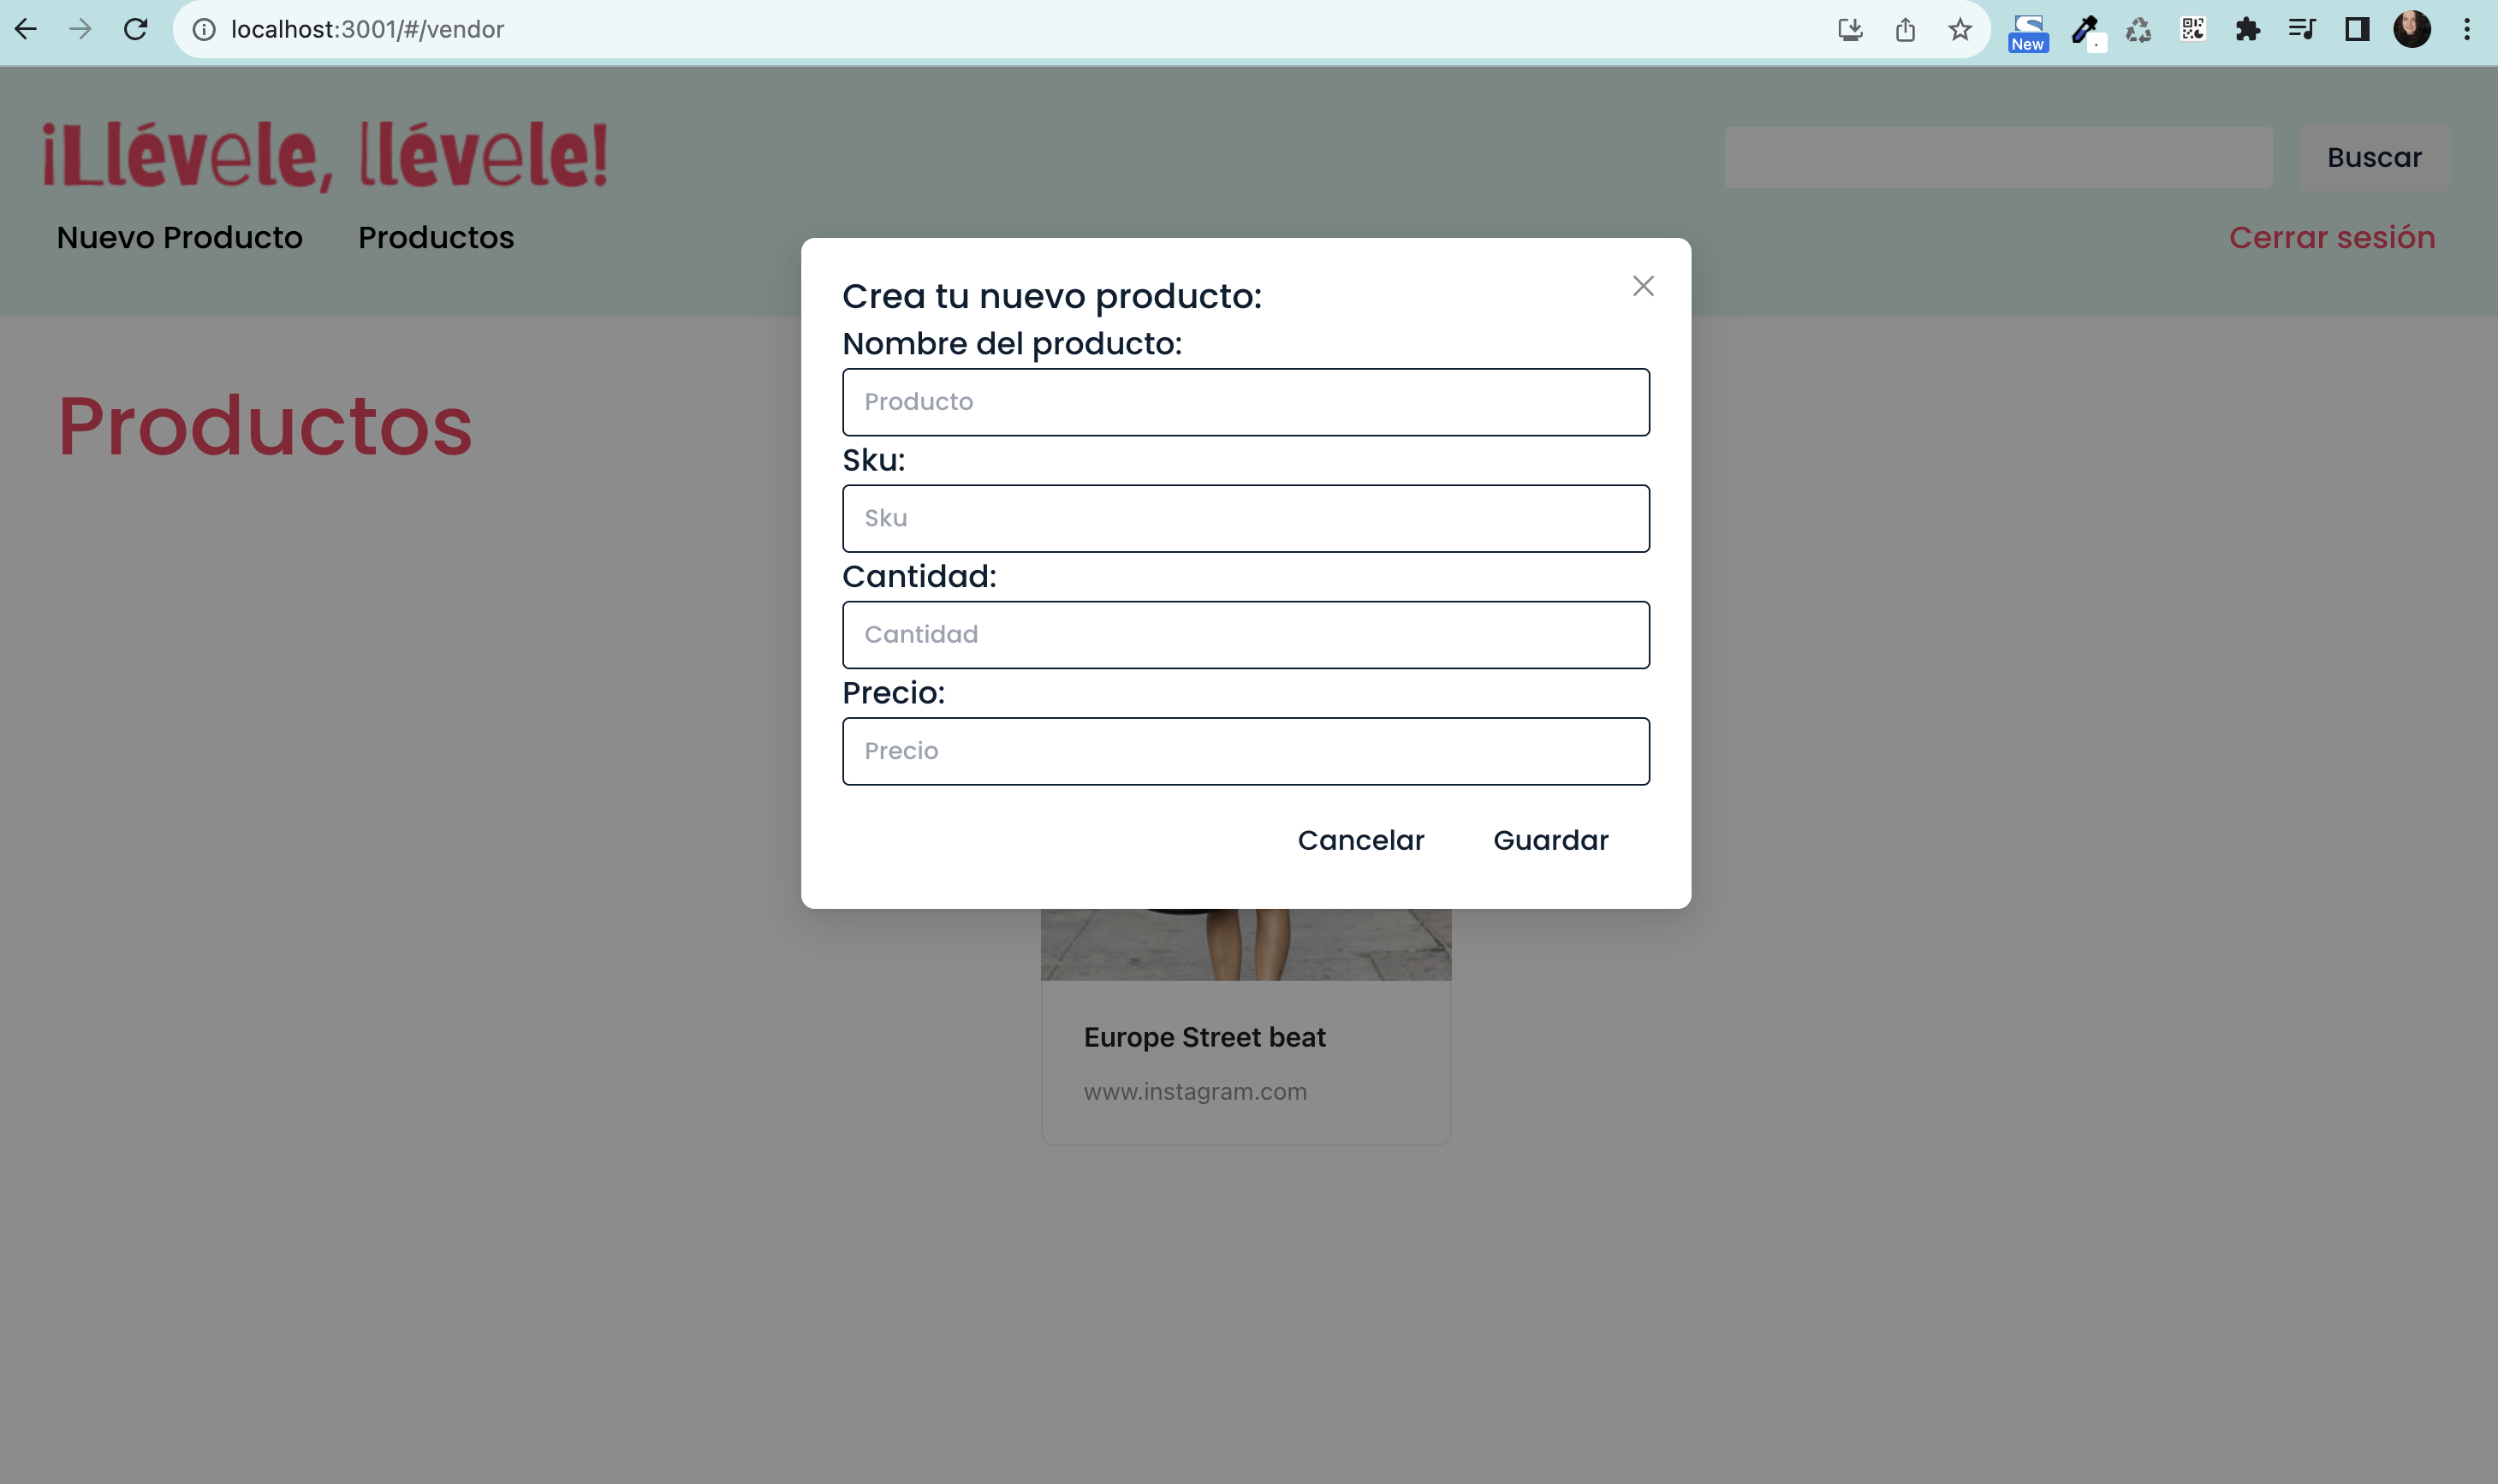 localhost:3001/#/vendor
New
¡Llévele, llévele!
Buscar
Nuevo Producto Productos
Cerrar sesión
Productos
Crea tu nuevo producto:
Nombre del producto:
Producto
Sku:
Sku
Cantidad:
Cantidad
Precio:
Precio
Cancelar Guardar
Europe Street beat
www.instagram.com